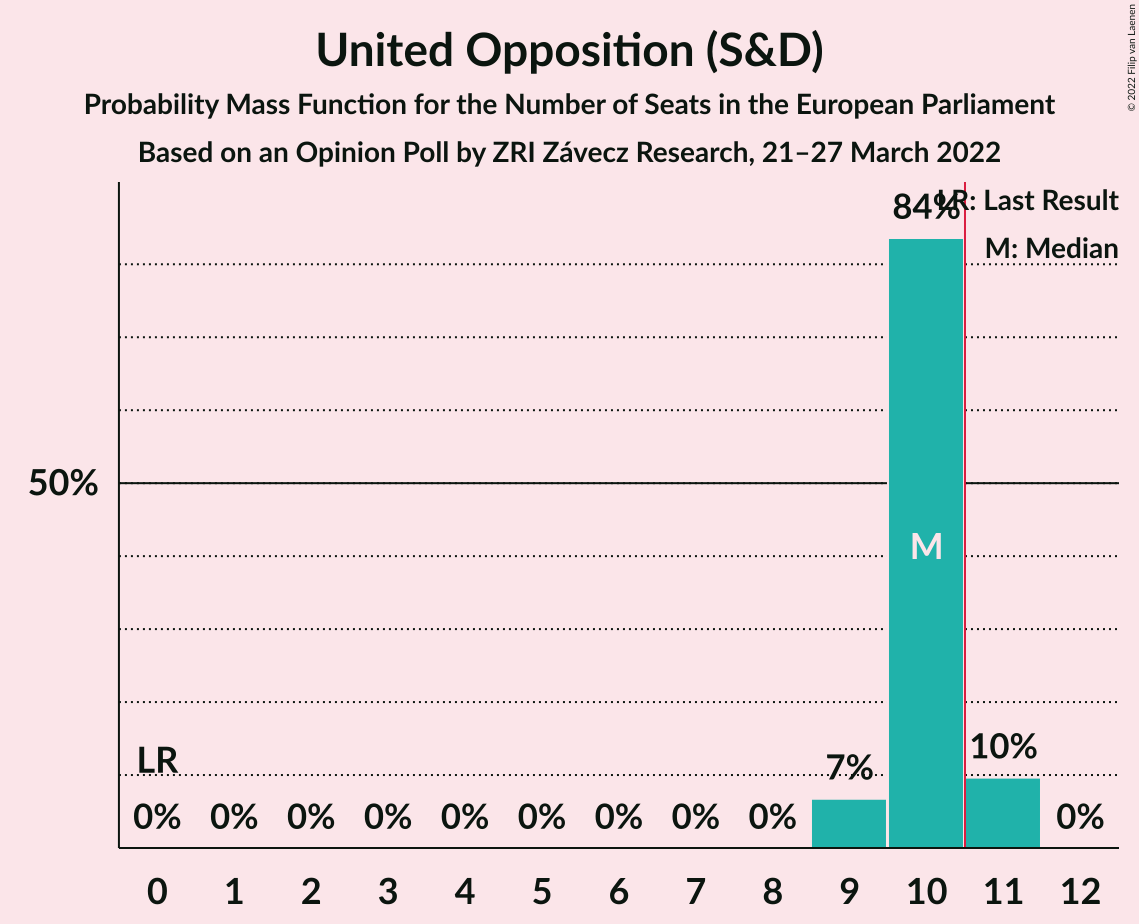 United Opposition (S&D)
Probability Mass Function for the Number of Seats in the European Parliament
Based on an Opinion Poll by ZRI Závecz Research, 21–27 March 2022
© 2022 Filip van Laenen
LR: Last Result
M: Median
84%
50%
M
LR
7%
10%
0% 0% 0% 0% 0% 0% 0% 0% 0% 0%
0 1 2 3 4 5 6 7 8 9 10 11 12